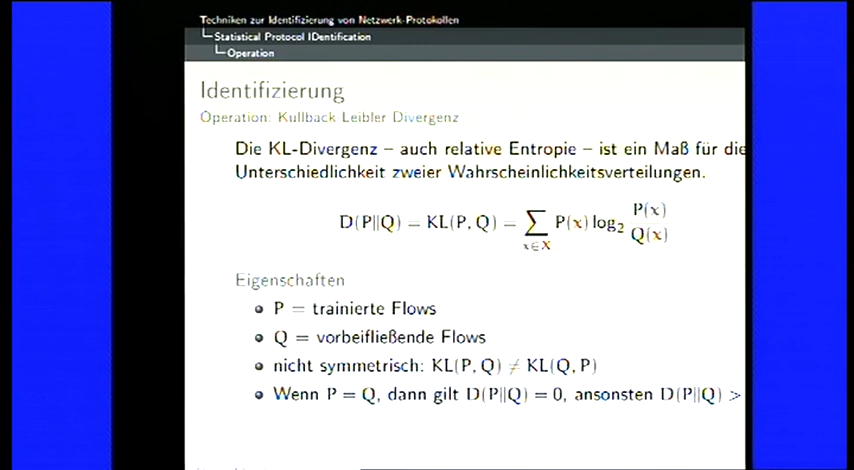 Techniken zur Identifizierung von Netzwerk-Protokollen
Statistical Protocol IDentification
Operation
Identifizierung
Operation: Kullback Leibler Divergenz
Die KL-Divergenz – auch relative Entropie – ist ein Maß für die
Unterschiedlichkeit zweier Wahrscheinlichkeitsverteilungen.
D(P||Q) = KL(P, Q) = ∑ x∈X P(x) log₂ P(x)/Q(x)
Eigenschaften
P = trainierte Flows
Q = vorbeifließende Flows
nicht symmetrisch: KL(P, Q) ≠ KL(Q, P)
Wenn P = Q, dann gilt D(P||Q) = 0, ansonsten D(P||Q) >